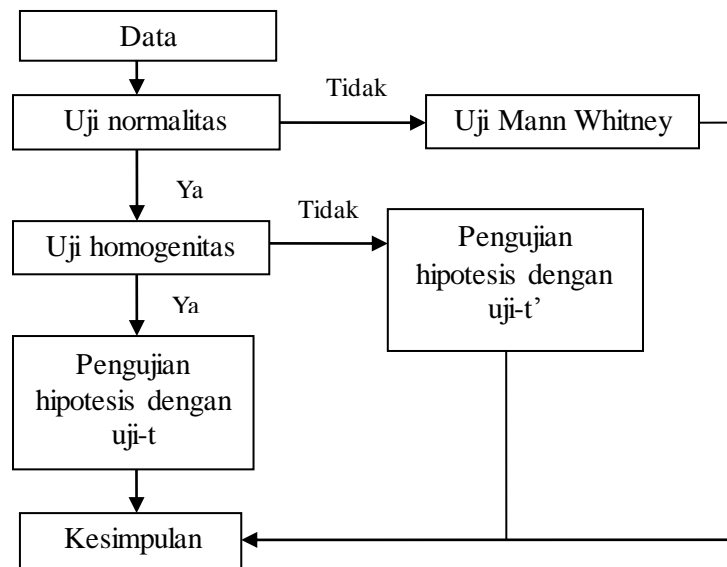 Data
Tidak
Uji normalitas
Uji Mann Whitney
Ya
Tidak
Uji homogenitas
Pengujian
hipotesis dengan
uji-t’
Ya
Pengujian
hipotesis dengan
uji-t
Kesimpulan